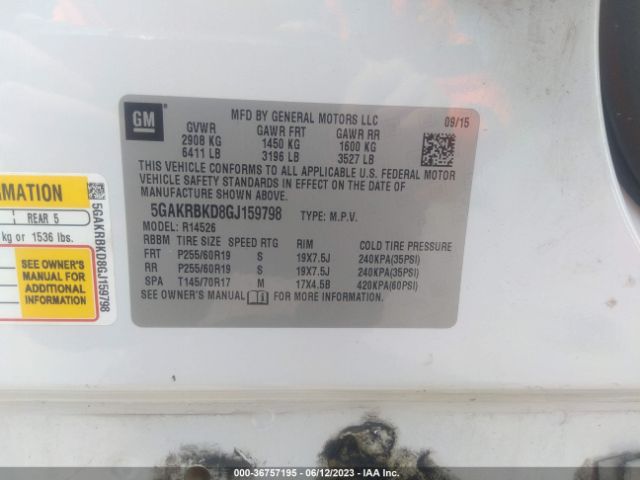 GM
MFD BY GENERAL MOTORS LLC
09/15
GVWR GAWR FRT GAWR RR
2908 KG 1450 KG 1600 KG
6411 LB 3196 LB 3527 LB
THIS VEHICLE CONFORMS TO ALL APPLICABLE U.S. FEDERAL MOTOR
VEHICLE SAFETY STANDARDS IN EFFECT ON THE DATE OF
MANUFACTURE SHOWN ABOVE.
5GAKRBKD8GJ159798 TYPE: M.P.V.
MODEL: R14526
RBBM TIRE SIZE SPEED RTG RIM COLD TIRE PRESSURE
FRT P255/60R19 S 19X7.5J 240KPA(35PSI)
RR P255/60R19 S 19X7.5J 240KPA(35PSI)
SPA T145/70R17 M 17X4.5B 420KPA(60PSI)
SEE OWNER'S MANUAL FOR MORE INFORMATION.
REAR 5
kg or 1536 lbs.
SEE OWNER'S
MANUAL FOR
ADDITIONAL
INFORMATION
5GAKRBKD8GJ159798
000-36757195 - 06/12/2023 - IAA Inc.